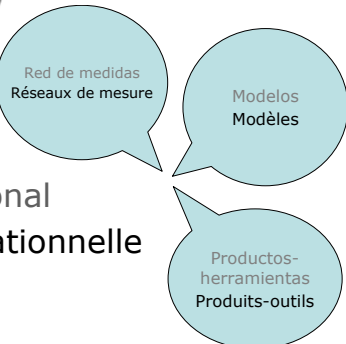 Red de medidas
Réseaux de mesure
Modelos
Modèles
onal
ationnelle
Productos-
herramientas
Produits-outils